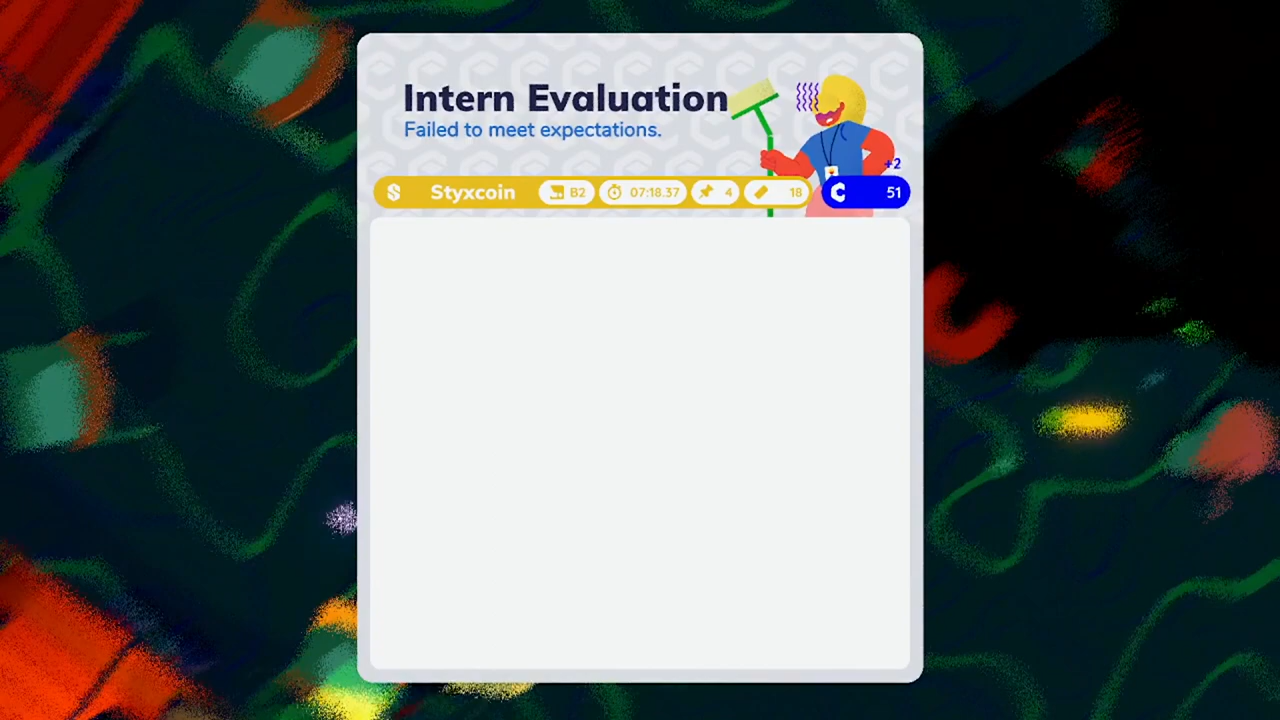 Intern Evaluation
Failed to meet expectations.
+2
Styxcoin B2 07:18.37 4 18 51